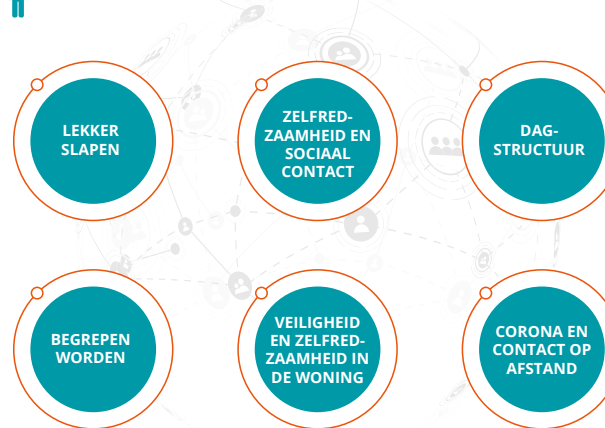 LEKKER
SLAPEN
ZELFRED-
ZAAMHEID EN
SOCIAAL
CONTACT
DAG-
STRUCTUUR
BEGREPEN
WORDEN
VEILIGHEID
EN ZELFRED-
ZAAMHEID IN
DE WONING
CORONA EN
CONTACT OP
AFSTAND